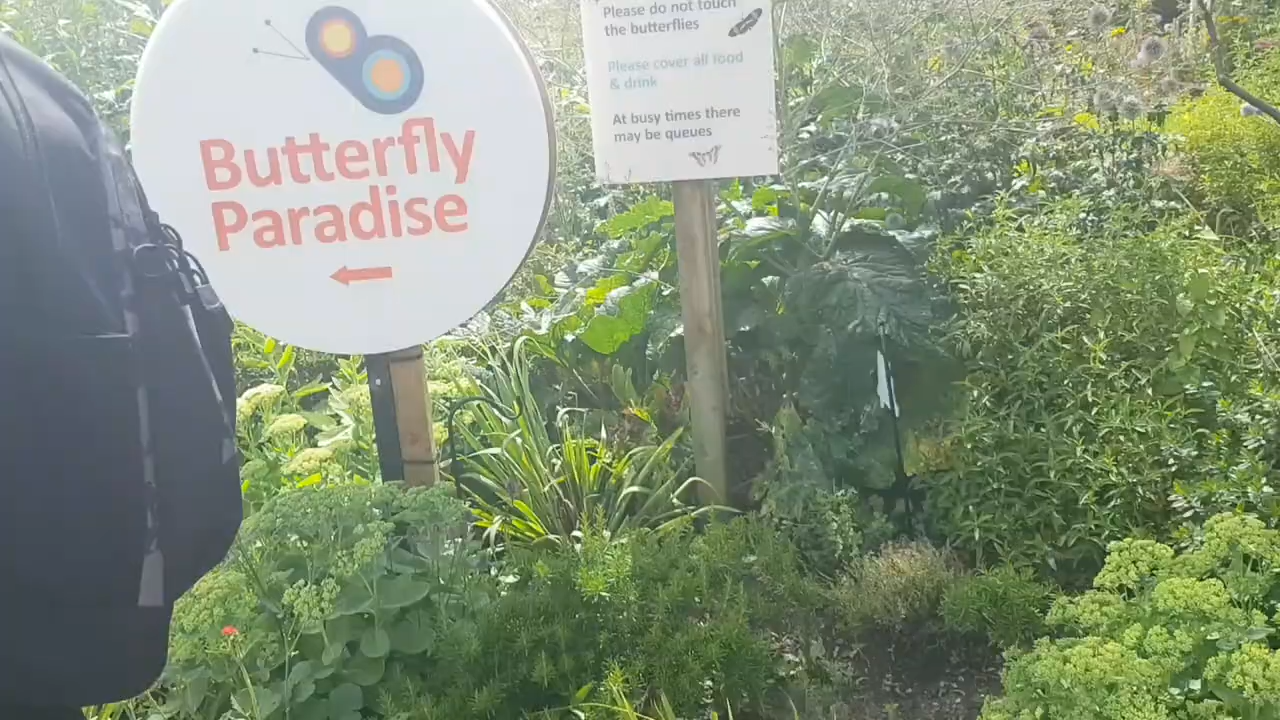 Butterfly
Paradise
Please do not touch
the butterflies
Please cover all food
& drink
At busy times there
may be queues